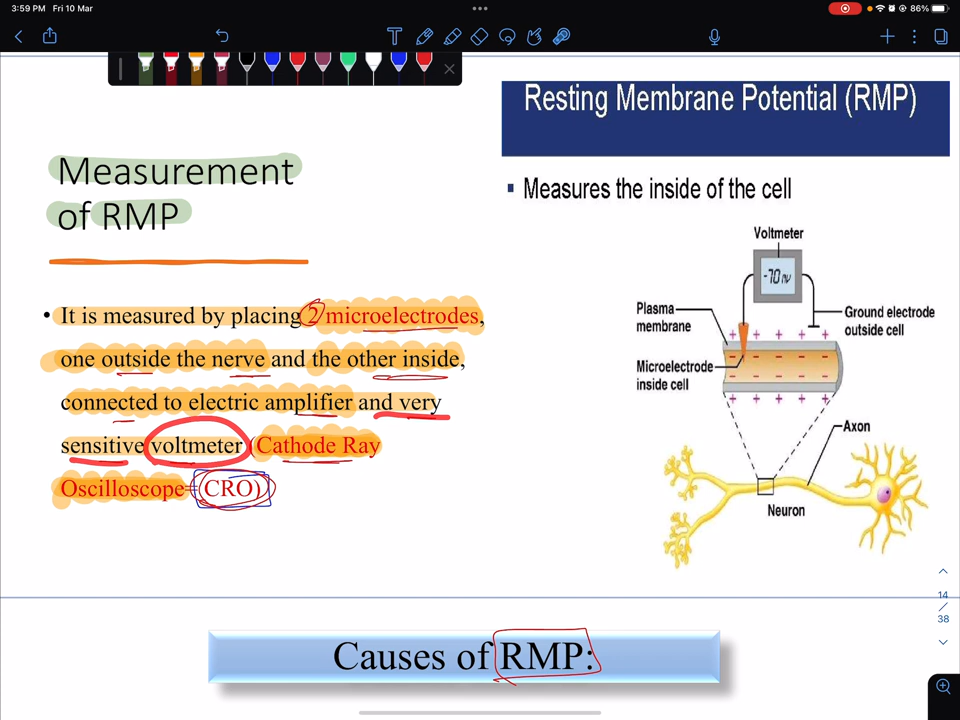 3:59 PM Fri 10 Mar
86%
Measurement
of RMP
• It is measured by placing 2 microelectrodes,
one outside the nerve and the other inside,
connected to electric amplifier and very
sensitive voltmeter (Cathode Ray
Oscilloscope= CRO)
Resting Membrane Potential (RMP)
▪ Measures the inside of the cell
Voltmeter
-70 mv
Plasma
membrane
Ground electrode
outside cell
Microelectrode
inside cell
Axon
Neuron
14
/
38
Causes of RMP: